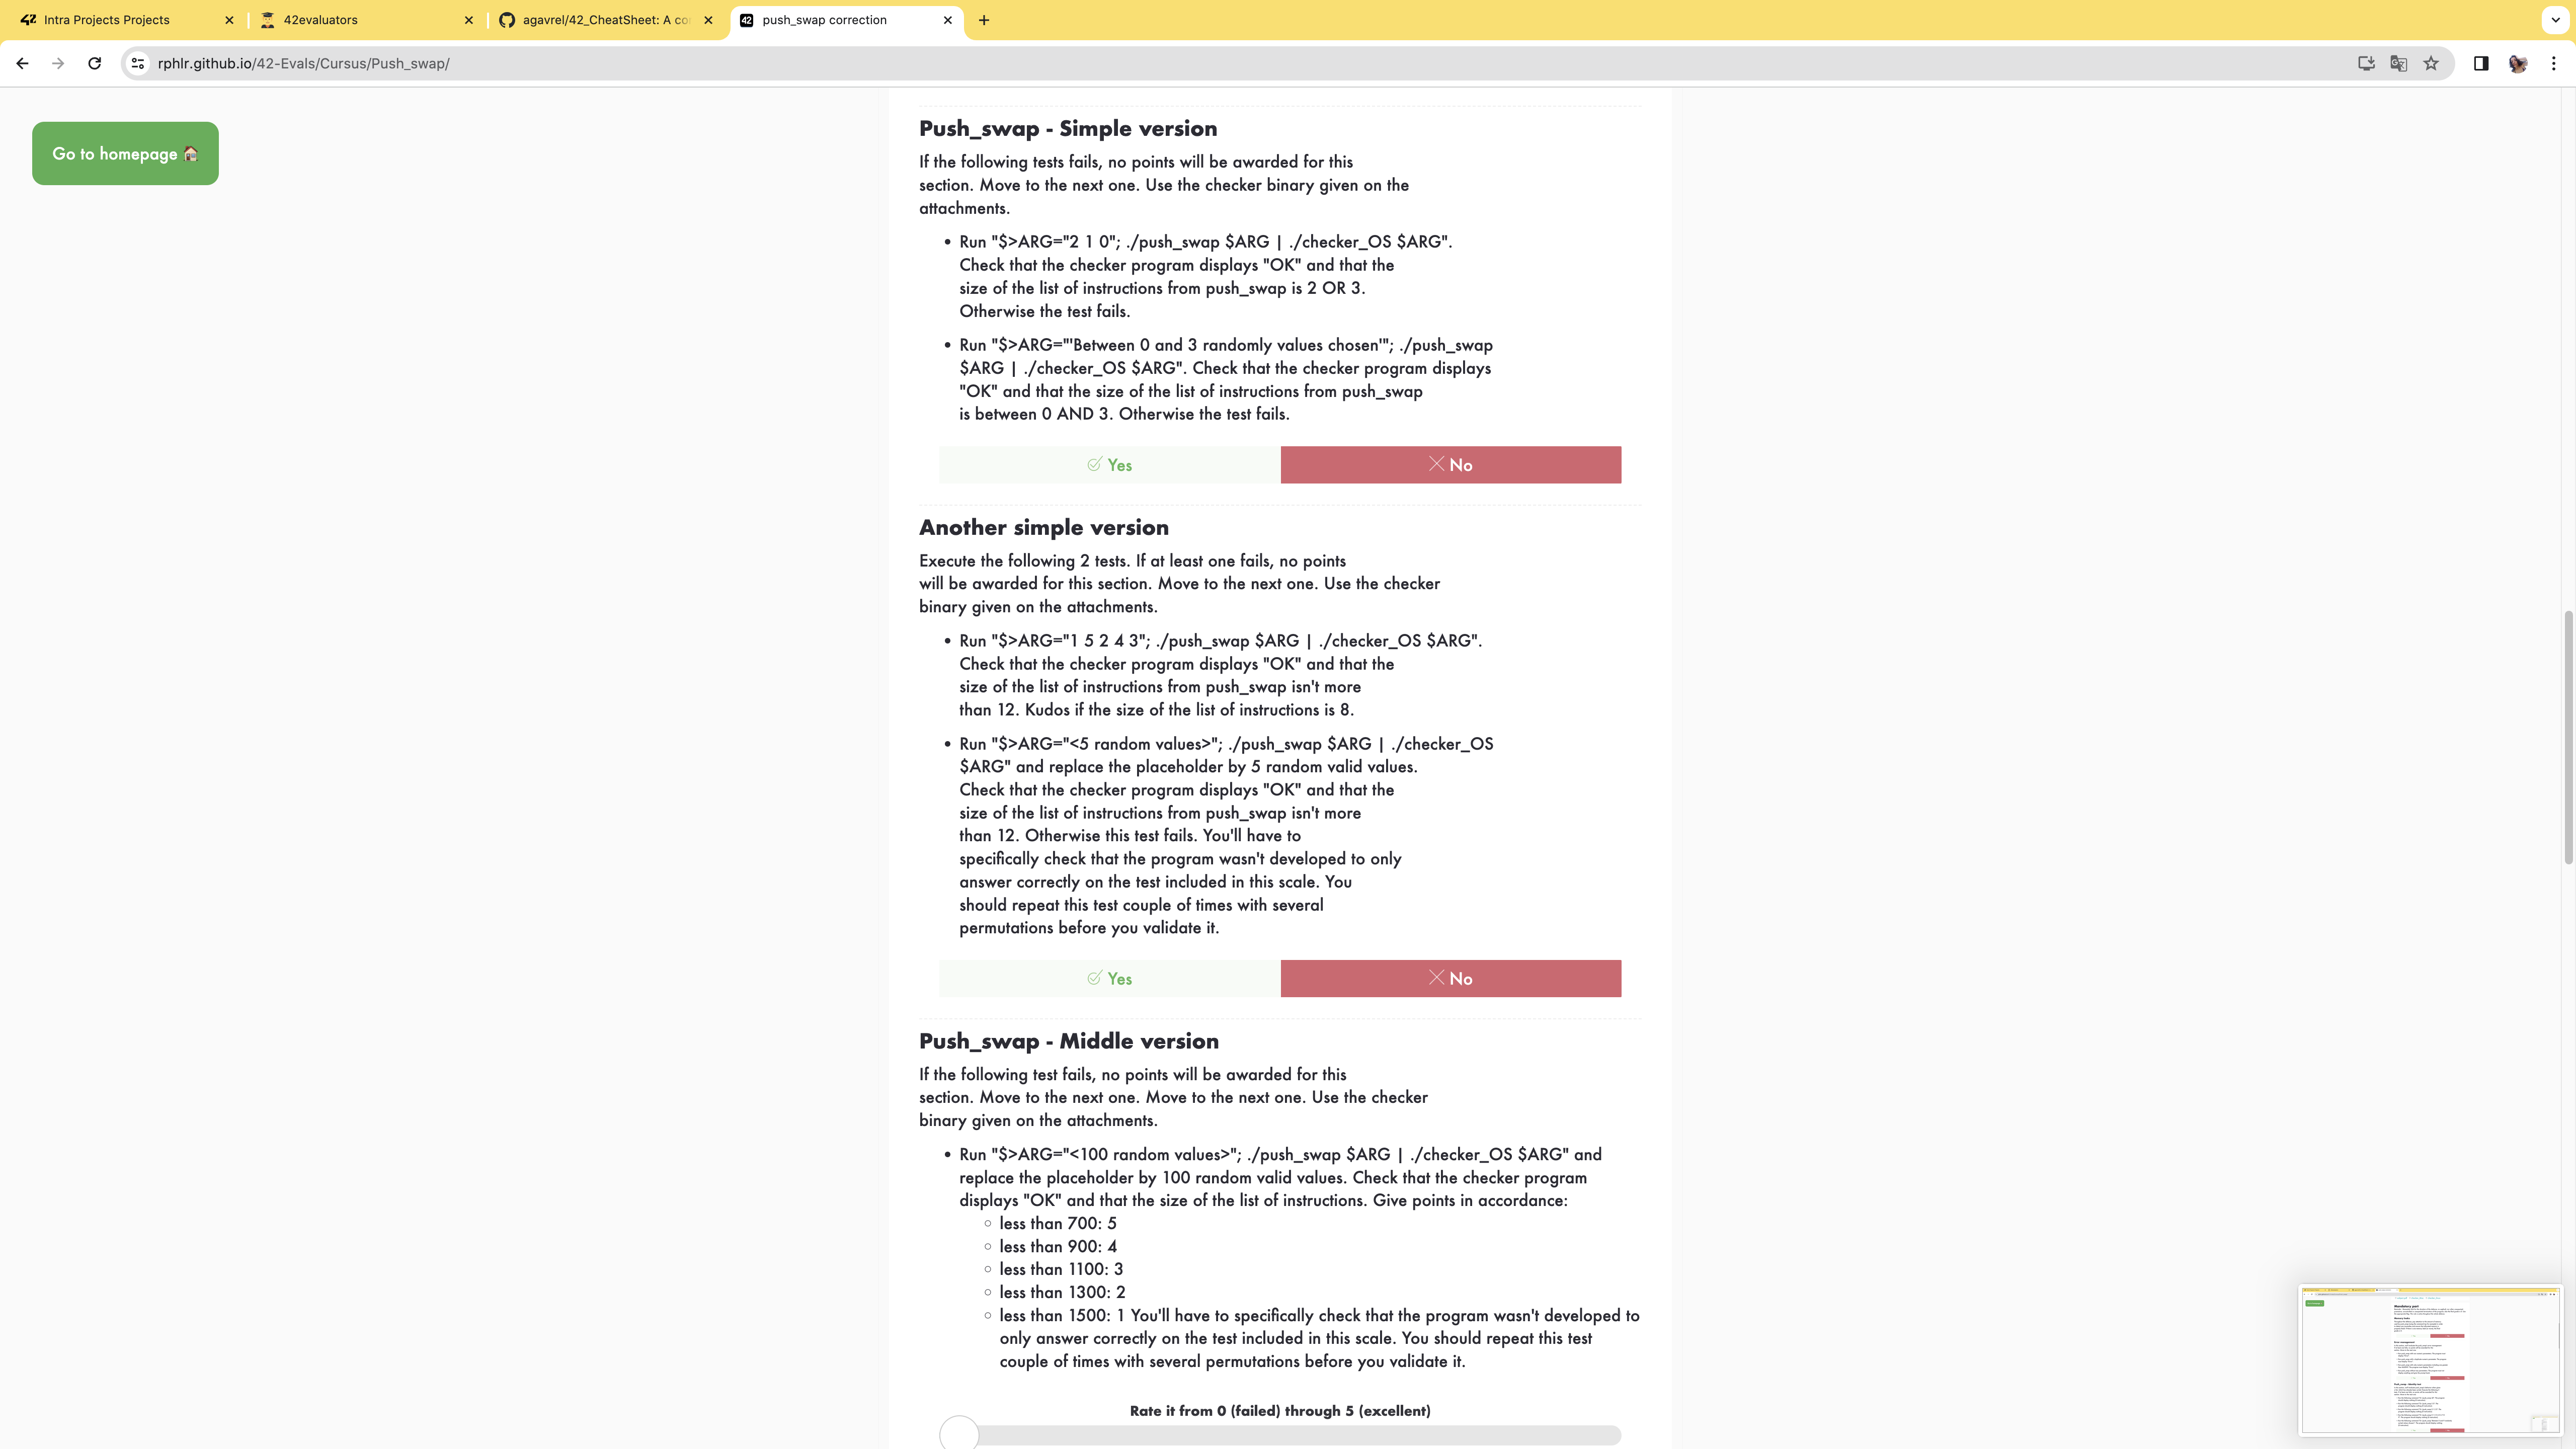 Intra Projects Projects
42evaluators
agavrel/42_CheatSheet: A co
push_swap correction
rphlr.github.io/42-Evals/Cursus/Push_swap/
Go to homepage
Push_swap - Simple version
If the following tests fails, no points will be awarded for this
section. Move to the next one. Use the checker binary given on the
attachments.
• Run "$>ARG="2 1 0"; ./push_swap $ARG | ./checker_OS $ARG".
Check that the checker program displays "OK" and that the
size of the list of instructions from push_swap is 2 OR 3.
Otherwise the test fails.
• Run "$>ARG="'Between 0 and 3 randomly values chosen'"; ./push_swap
$ARG | ./checker_OS $ARG". Check that the checker program displays
"OK" and that the size of the list of instructions from push_swap
is between 0 AND 3. Otherwise the test fails.
Yes
No
Another simple version
Execute the following 2 tests. If at least one fails, no points
will be awarded for this section. Move to the next one. Use the checker
binary given on the attachments.
• Run "$>ARG="1 5 2 4 3"; ./push_swap $ARG | ./checker_OS $ARG".
Check that the checker program displays "OK" and that the
size of the list of instructions from push_swap isn't more
than 12. Kudos if the size of the list of instructions is 8.
• Run "$>ARG="<5 random values>"; ./push_swap $ARG | ./checker_OS
$ARG" and replace the placeholder by 5 random valid values.
Check that the checker program displays "OK" and that the
size of the list of instructions from push_swap isn't more
than 12. Otherwise this test fails. You'll have to
specifically check that the program wasn't developed to only
answer correctly on the test included in this scale. You
should repeat this test couple of times with several
permutations before you validate it.
Yes
No
Push_swap - Middle version
If the following test fails, no points will be awarded for this
section. Move to the next one. Move to the next one. Use the checker
binary given on the attachments.
• Run "$>ARG="<100 random values>"; ./push_swap $ARG | ./checker_OS $ARG" and
replace the placeholder by 100 random valid values. Check that the checker program
displays "OK" and that the size of the list of instructions. Give points in accordance:
◦ less than 700: 5
◦ less than 900: 4
◦ less than 1100: 3
◦ less than 1300: 2
◦ less than 1500: 1 You'll have to specifically check that the program wasn't developed to
only answer correctly on the test included in this scale. You should repeat this test
couple of times with several permutations before you validate it.
Rate it from 0 (failed) through 5 (excellent)